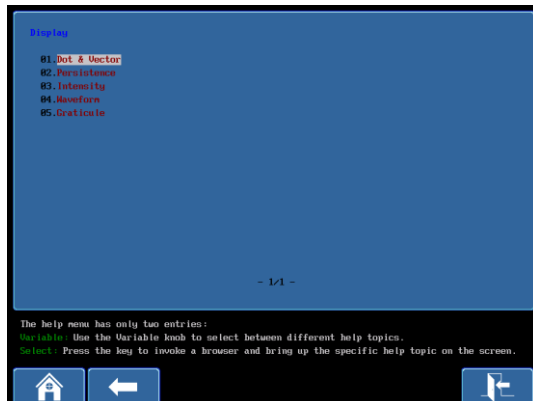 Display
01.Dot & Vector
02.Persistence
03.Intensity
04.Waveform
05.Graticule
- 1/1 -
The help menu has only two entries:
Variable: Use the Variable knob to select between different help topics.
Select: Press the key to invoke a browser and bring up the specific help topic on the screen.